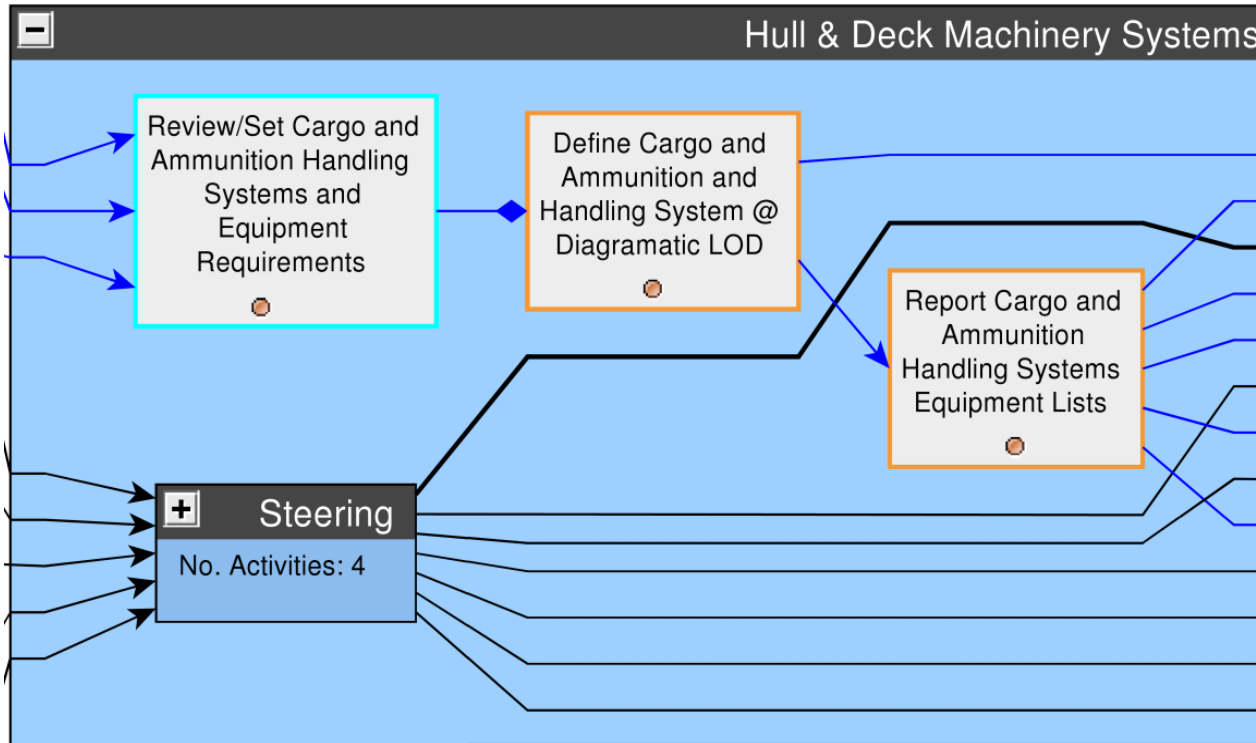 Hull & Deck Machinery Systems
Review/Set Cargo and
Ammunition Handling
Systems and
Equipment
Requirements
Define Cargo and
Ammunition and
Handling System @
Diagramatic LOD
Report Cargo and
Ammunition
Handling Systems
Equipment Lists
Steering
No. Activities: 4